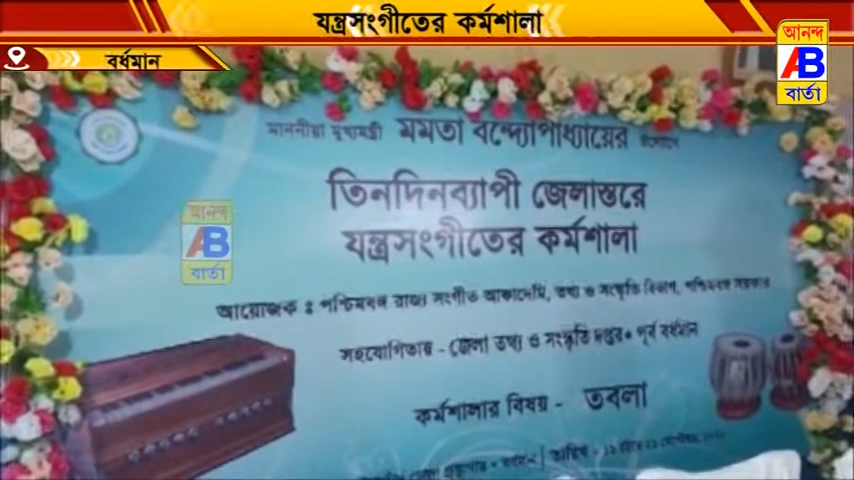 যন্ত্রসংগীতের কর্মশালা
বর্ধমান
আনন্দ
AB
বার্তা
মাননীয়া মুখ্যমন্ত্রী মমতা বন্দ্যোপাধ্যায়ের
তিনদিনব্যাপী জেলাস্তরে
যন্ত্রসংগীতের কর্মশালা
আনন্দ
AB
বার্তা
আয়োজক ঃ পশ্চিমবঙ্গ রাজ্য সংগীত আকাদেমি, তথ্য ও সংস্কৃতি বিভাগ, পশ্চিমবঙ্গ সরকার
সহযোগিতায় - জেলা তথ্য ও সংস্কৃতি দপ্তর • পূর্ব বর্ধমান
কর্মশালার বিষয় - তবলা